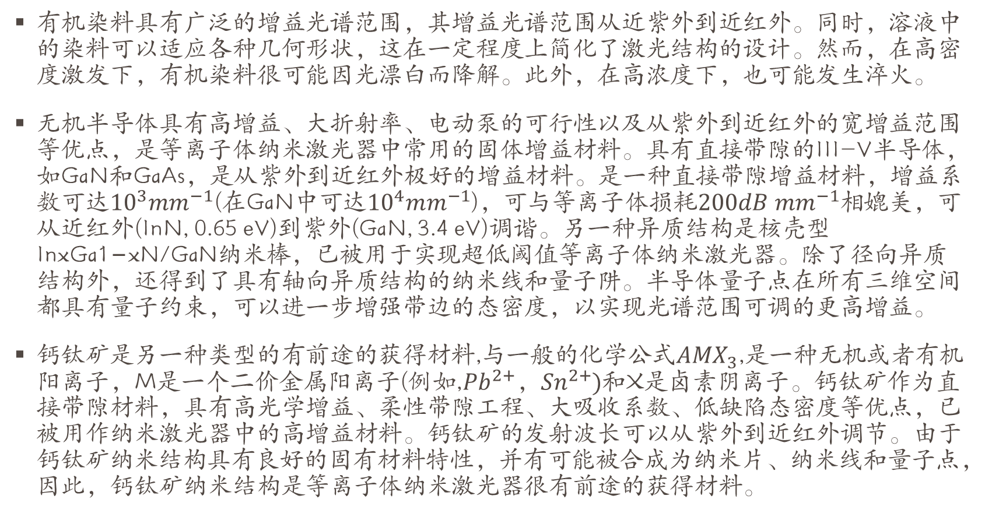 ▪ 有机染料具有广泛的增益光谱范围，其增益光谱范围从近紫外到近红外。同时，溶液中
的染料可以适应各种几何形状，这在一定程度上简化了激光结构的设计。然而，在高密
度激发下，有机染料很可能因光漂白而降解。此外，在高浓度下，也可能发生淬火。
▪ 无机半导体具有高增益、大折射率、电动泵的可行性以及从紫外到近红外的宽增益范围
等优点，是等离子体纳米激光器中常用的固体增益材料。具有直接带隙的III–V半导体，
如GaN和GaAs，是从紫外到近红外极好的增益材料。是一种直接带隙增益材料，增益系
数可达10³mm⁻¹(在GaN中可达10⁴mm⁻¹)，可与等离子体损耗200dB mm⁻¹相媲美，可
从近红外(InN, 0.65 eV)到紫外(GaN, 3.4 eV)调谐。另一种异质结构是核壳型
InxGa1−xN/GaN纳米棒，已被用于实现超低阈值等离子体纳米激光器。除了径向异质
结构外，还得到了具有轴向异质结构的纳米线和量子阱。半导体量子点在所有三维空间
都具有量子约束，可以进一步增强带边的态密度，以实现光谱范围可调的更高增益。
▪ 钙钛矿是另一种类型的有前途的获得材料,与一般的化学公式AMX₃,是一种无机或者有机
阳离子，M是一个二价金属阳离子(例如,Pb²⁺，Sn²⁺)和X是卤素阴离子。钙钛矿作为直
接带隙材料，具有高光学增益、柔性带隙工程、大吸收系数、低缺陷态密度等优点，已
被用作纳米激光器中的高增益材料。钙钛矿的发射波长可以从紫外到近红外调节。由于
钙钛矿纳米结构具有良好的固有材料特性，并有可能被合成为纳米片、纳米线和量子点，
因此，钙钛矿纳米结构是等离子体纳米激光器很有前途的获得材料。